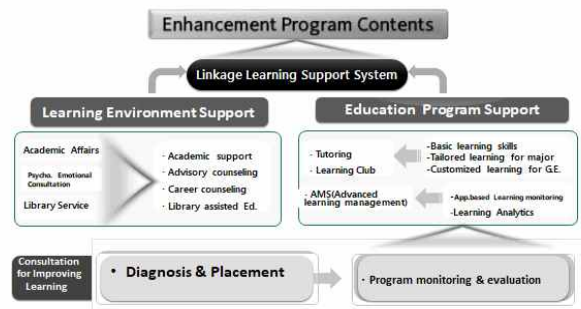 Enhancement Program Contents
Linkage Learning Support System
Learning Environment Support
Education Program Support
Academic Affairs
Psycho. Emotional
Consultation
Library Service
· Academic support
· Advisory counseling
· Career counseling
· Library assisted Ed.
· Tutoring
· Learning Club
-Basic learning skills
-Tailored learning for major
-Customized learning for G.E.
· AMS(Advanced
learning management)
-App.based Learning monitoring
-Learning Analytics
Consultation
for Improving
Learning
• Diagnosis & Placement
· Program monitoring & evaluation